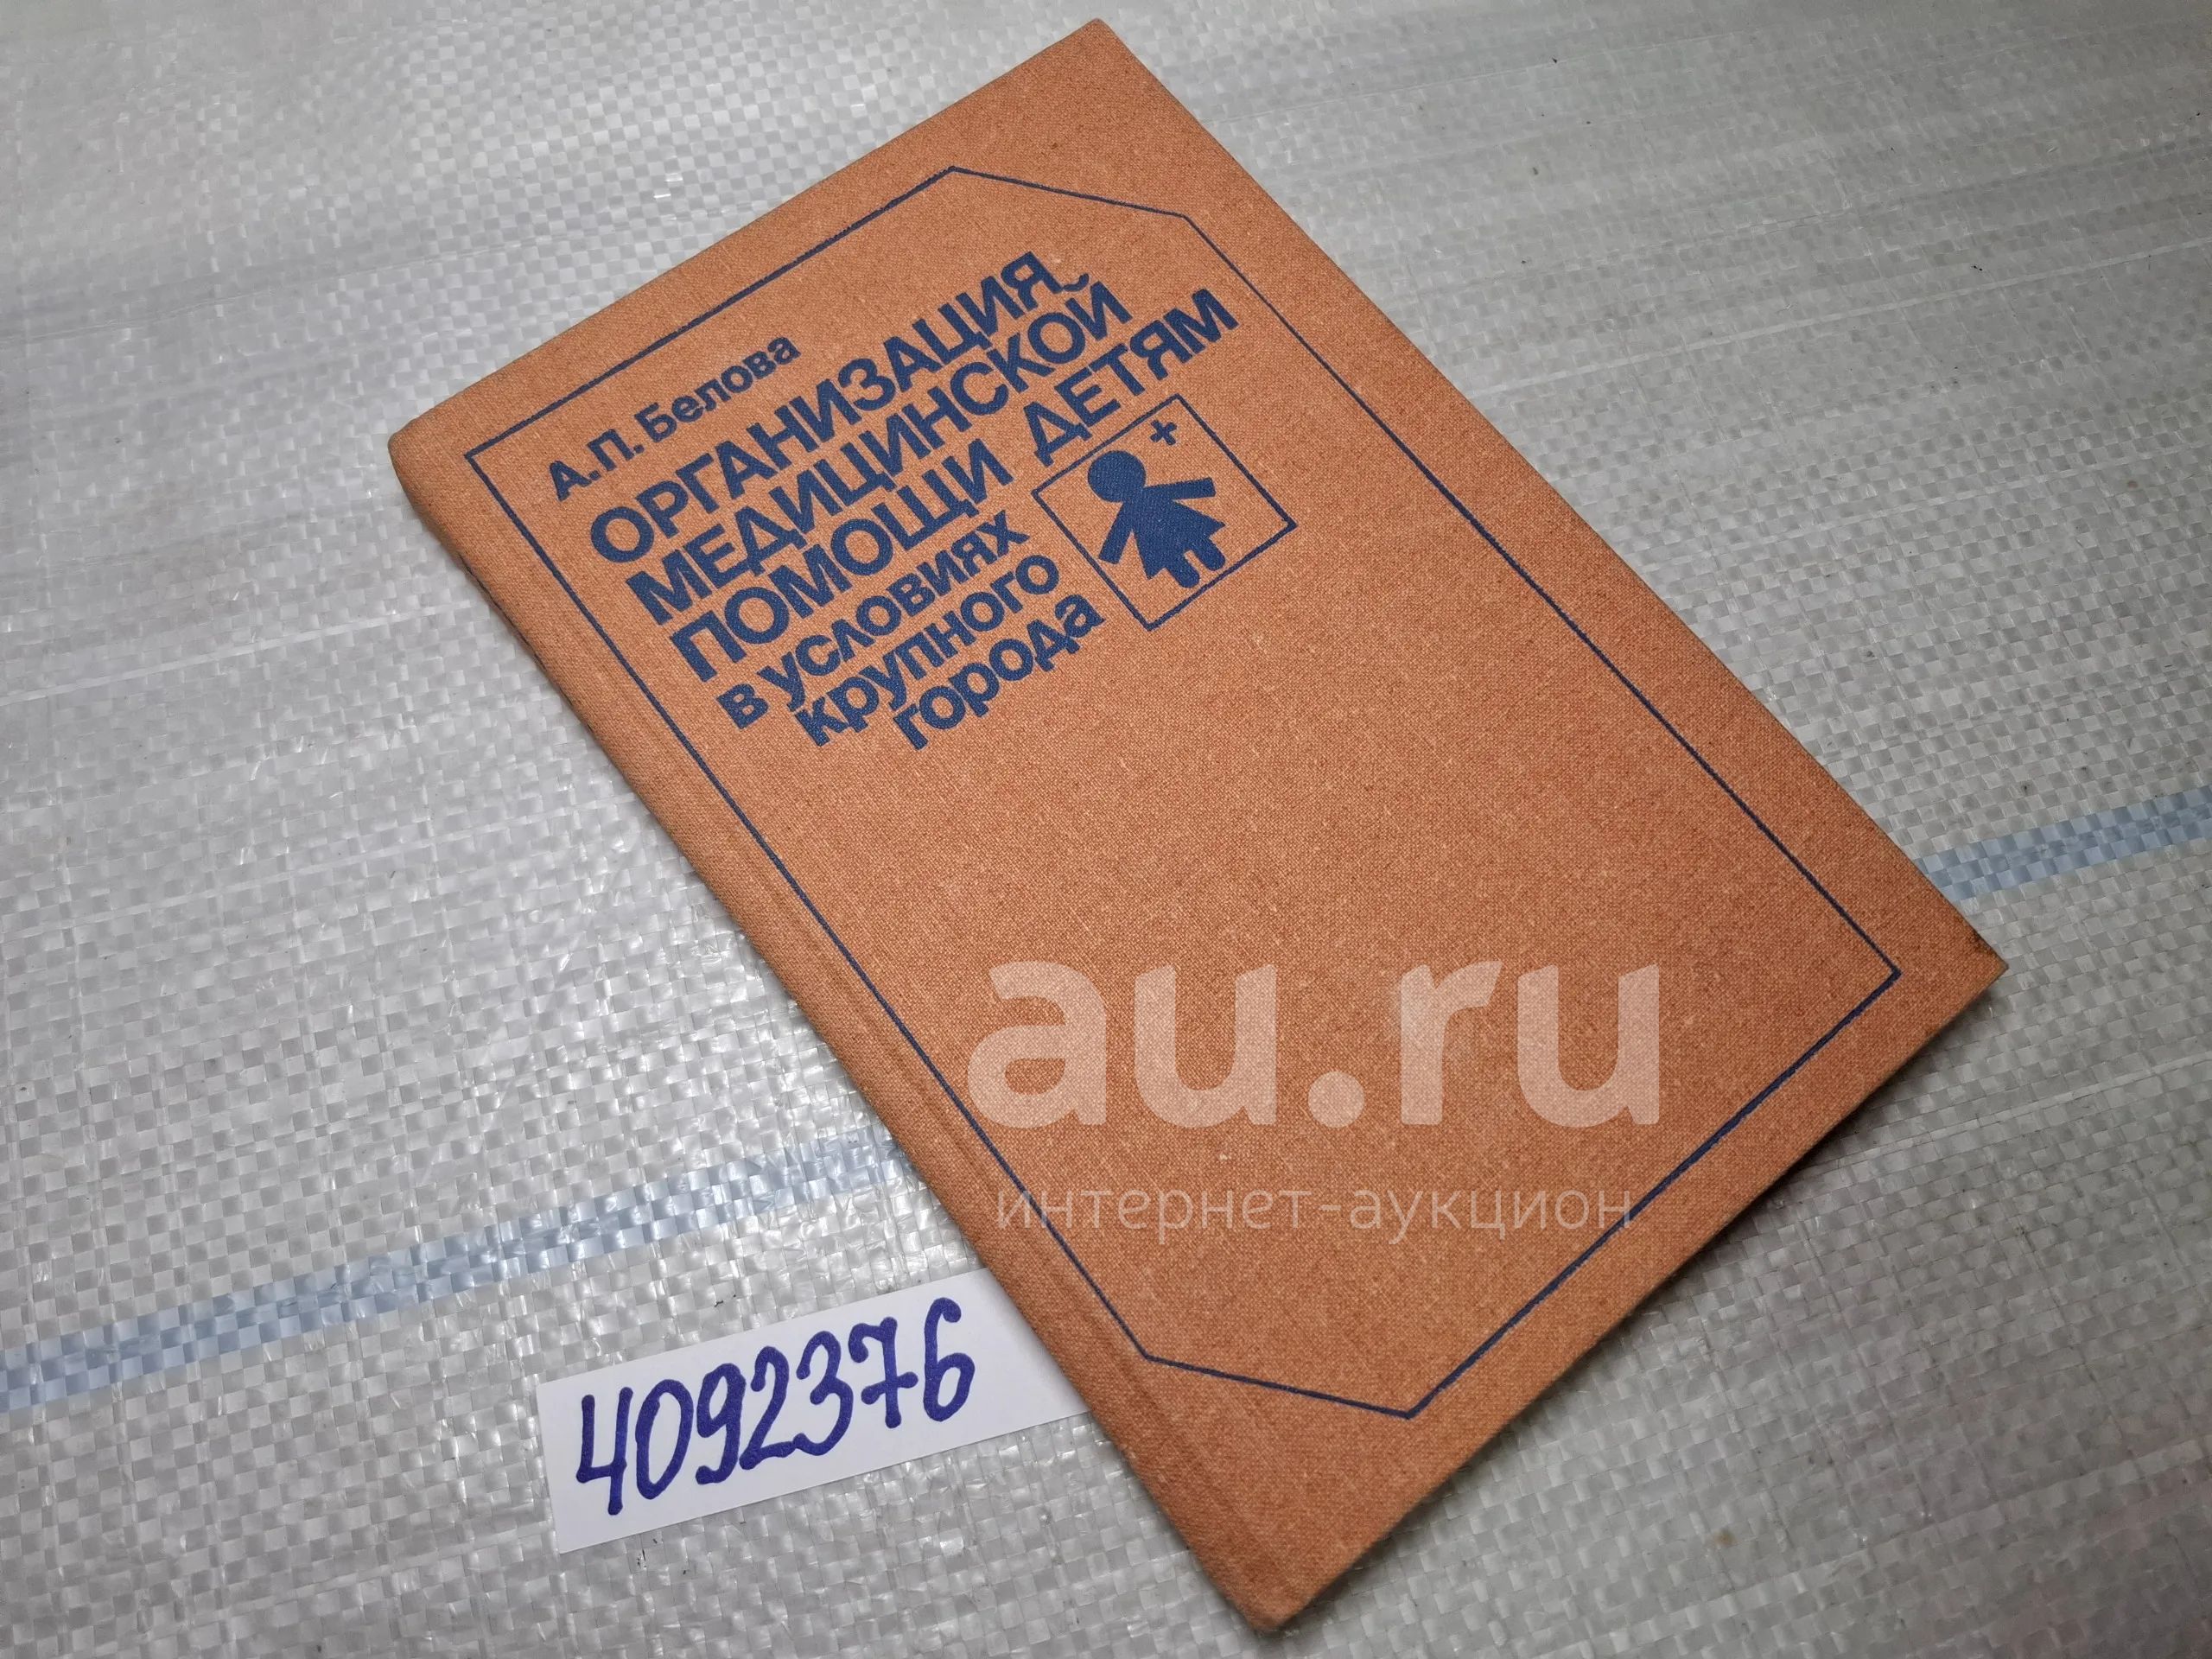 А.П. Белова
ОРГАНИЗАЦИЯ
МЕДИЦИНСКОЙ
ПОМОЩИ ДЕТЯМ
в условиях
крупного
города
au.ru
интернет-аукцион
4092376